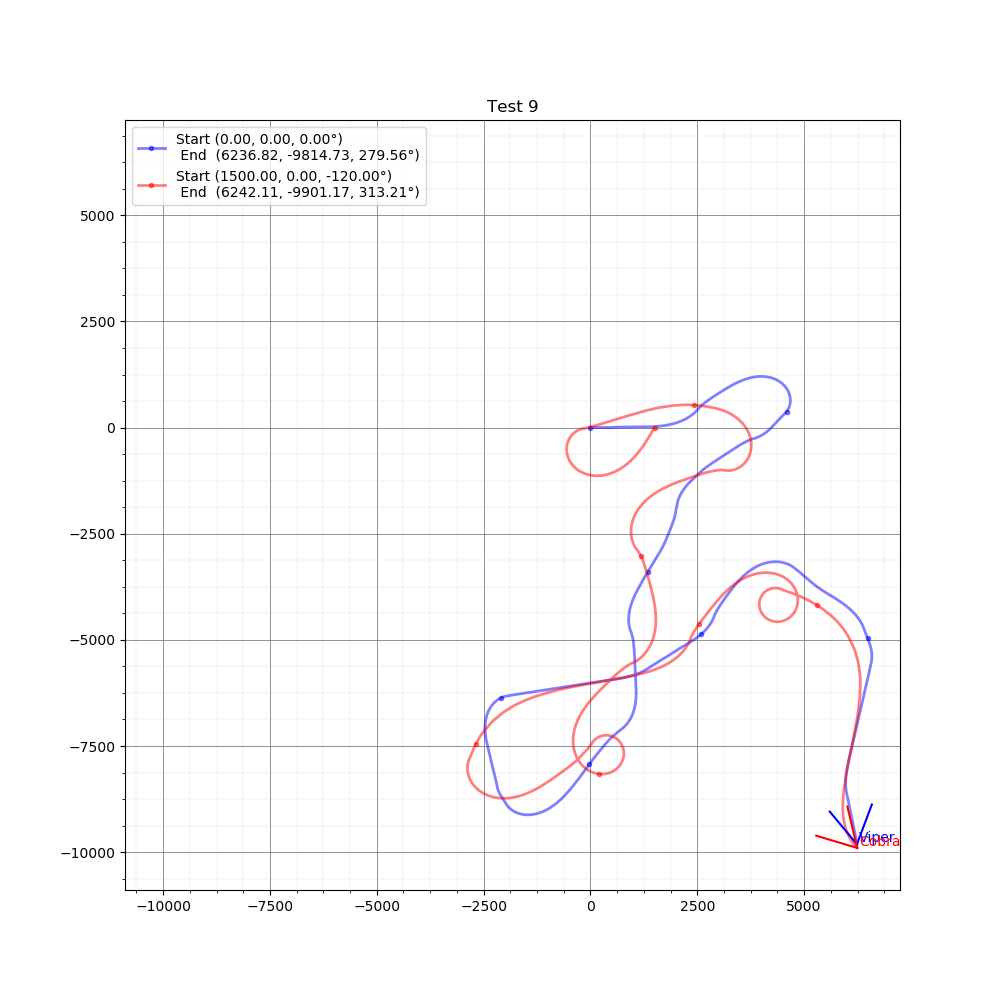 Test 9
Start (0.00, 0.00, 0.00°)
End (6236.82, -9814.73, 279.56°)
Start (1500.00, 0.00, -120.00°)
End (6242.11, -9901.17, 313.21°)
5000
2500
0
−2500
−5000
−7500
−10000
Viper
Cobra
−10000 −7500 −5000 −2500 0 2500 5000